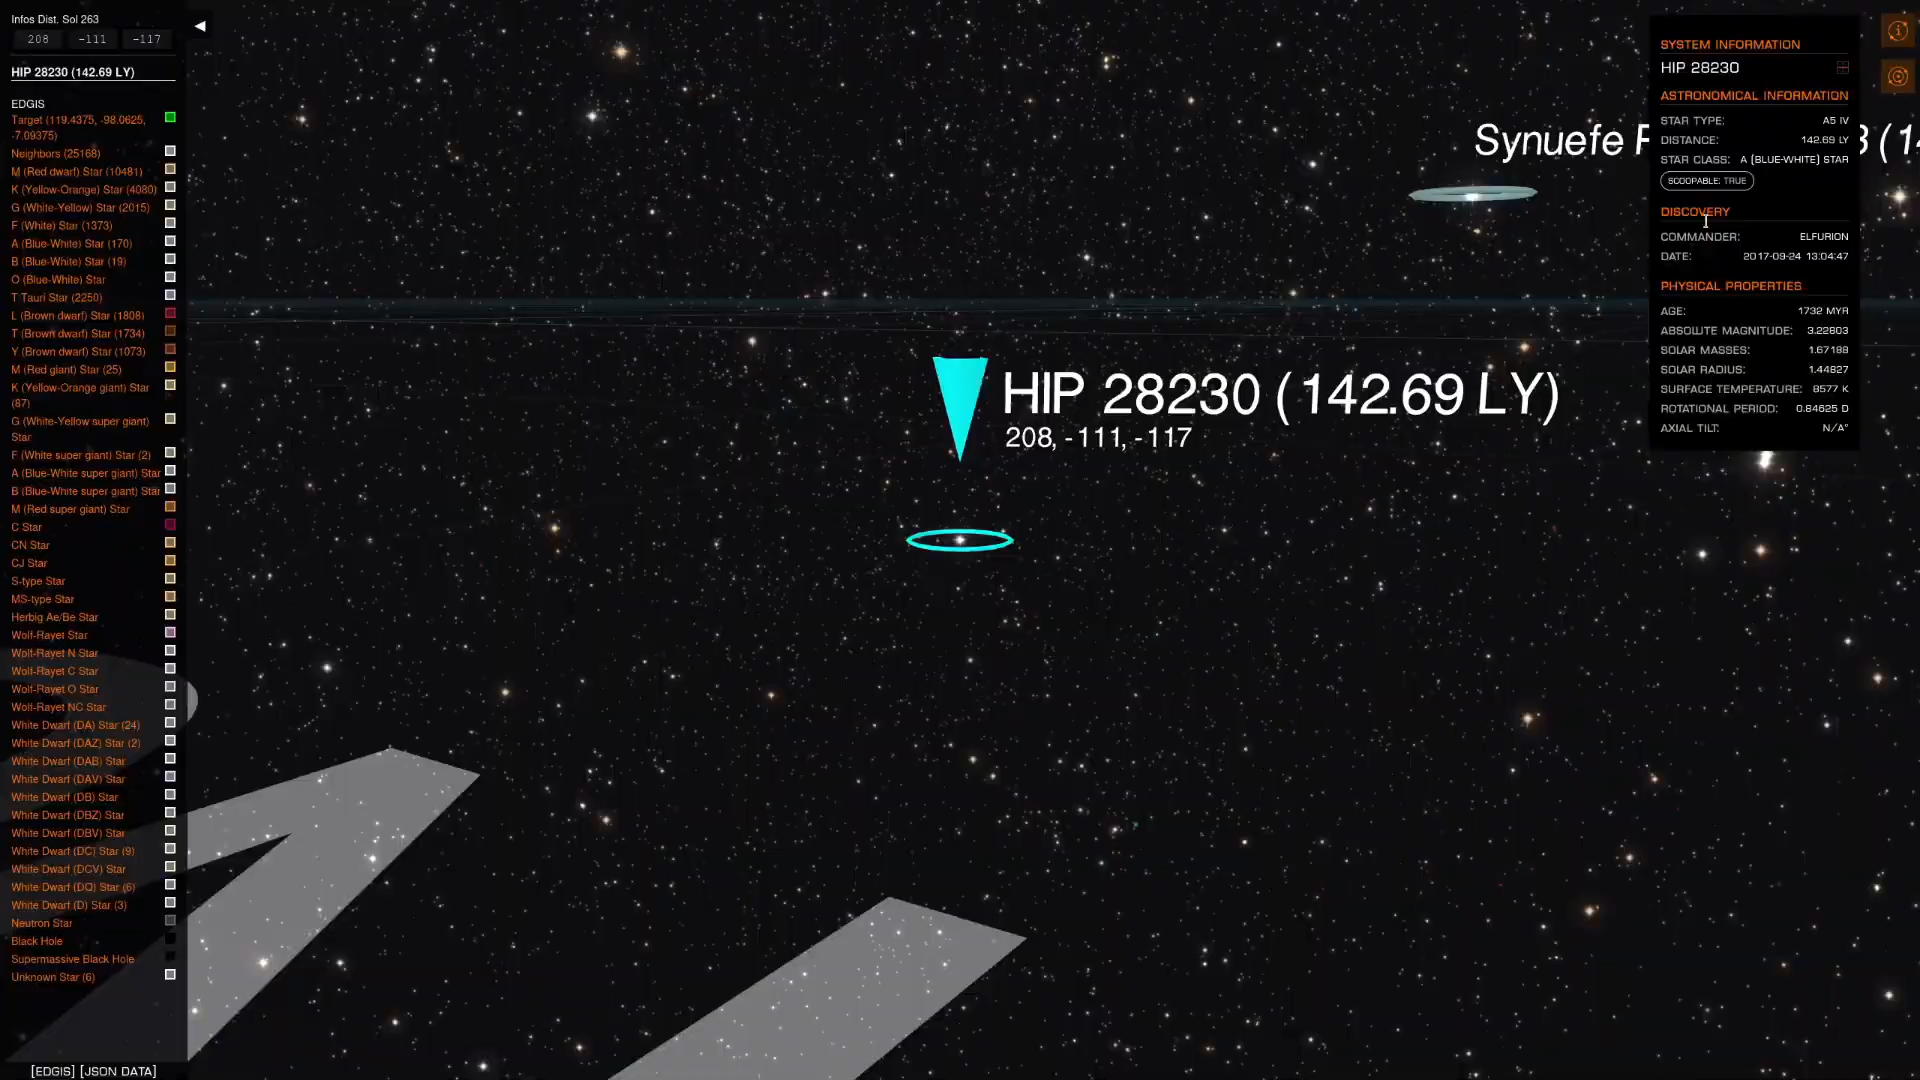 Infos Dist. Sol 263
208 -111 -117
HIP 28230 (142.69 LY)
EDGIS
Target (119.4375, -98.0625,
-7.09375)
Neighbors (25168)
M (Red dwarf) Star (10481)
K (Yellow-Orange) Star (4080)
G (White-Yellow) Star (2015)
F (White) Star (1373)
A (Blue-White) Star (170)
B (Blue-White) Star (19)
O (Blue-White) Star
T Tauri Star (2250)
L (Brown dwarf) Star (1808)
T (Brown dwarf) Star (1734)
Y (Brown dwarf) Star (1073)
M (Red giant) Star (25)
K (Yellow-Orange giant) Star
(87)
G (White-Yellow super giant)
Star
F (White super giant) Star (2)
A (Blue-White super giant) Star
B (Blue-White super giant) Star
M (Red super giant) Star
C Star
CN Star
CJ Star
S-type Star
MS-type Star
Herbig Ae/Be Star
Wolf-Rayet Star
Wolf-Rayet N Star
Wolf-Rayet C Star
Wolf-Rayet O Star
Wolf-Rayet NC Star
White Dwarf (DA) Star (24)
White Dwarf (DAZ) Star (2)
White Dwarf (DAB) Star
White Dwarf (DAV) Star
White Dwarf (DB) Star
White Dwarf (DBZ) Star
White Dwarf (DBV) Star
White Dwarf (DC) Star (9)
White Dwarf (DCV) Star
White Dwarf (DQ) Star (6)
White Dwarf (D) Star (3)
Neutron Star
Black Hole
Supermassive Black Hole
Unknown Star (6)
[EDGIS] [JSON DATA]
HIP 28230 (142.69 LY)
208, -111, -117
Synuefe
SYSTEM INFORMATION
HIP 28230
ASTRONOMICAL INFORMATION
STAR TYPE: A5 IV
DISTANCE: 142.69 LY
STAR CLASS: A (BLUE-WHITE) STAR
SCOOPABLE: TRUE
DISCOVERY
COMMANDER: ELFURION
DATE: 2017-09-24 13:04:47
PHYSICAL PROPERTIES
AGE: 1732 MYR
ABSOLUTE MAGNITUDE: 3.22803
SOLAR MASSES: 1.67188
SOLAR RADIUS: 1.44827
SURFACE TEMPERATURE: 8577 K
ROTATIONAL PERIOD: 0.84625 D
AXIAL TILT: N/A°